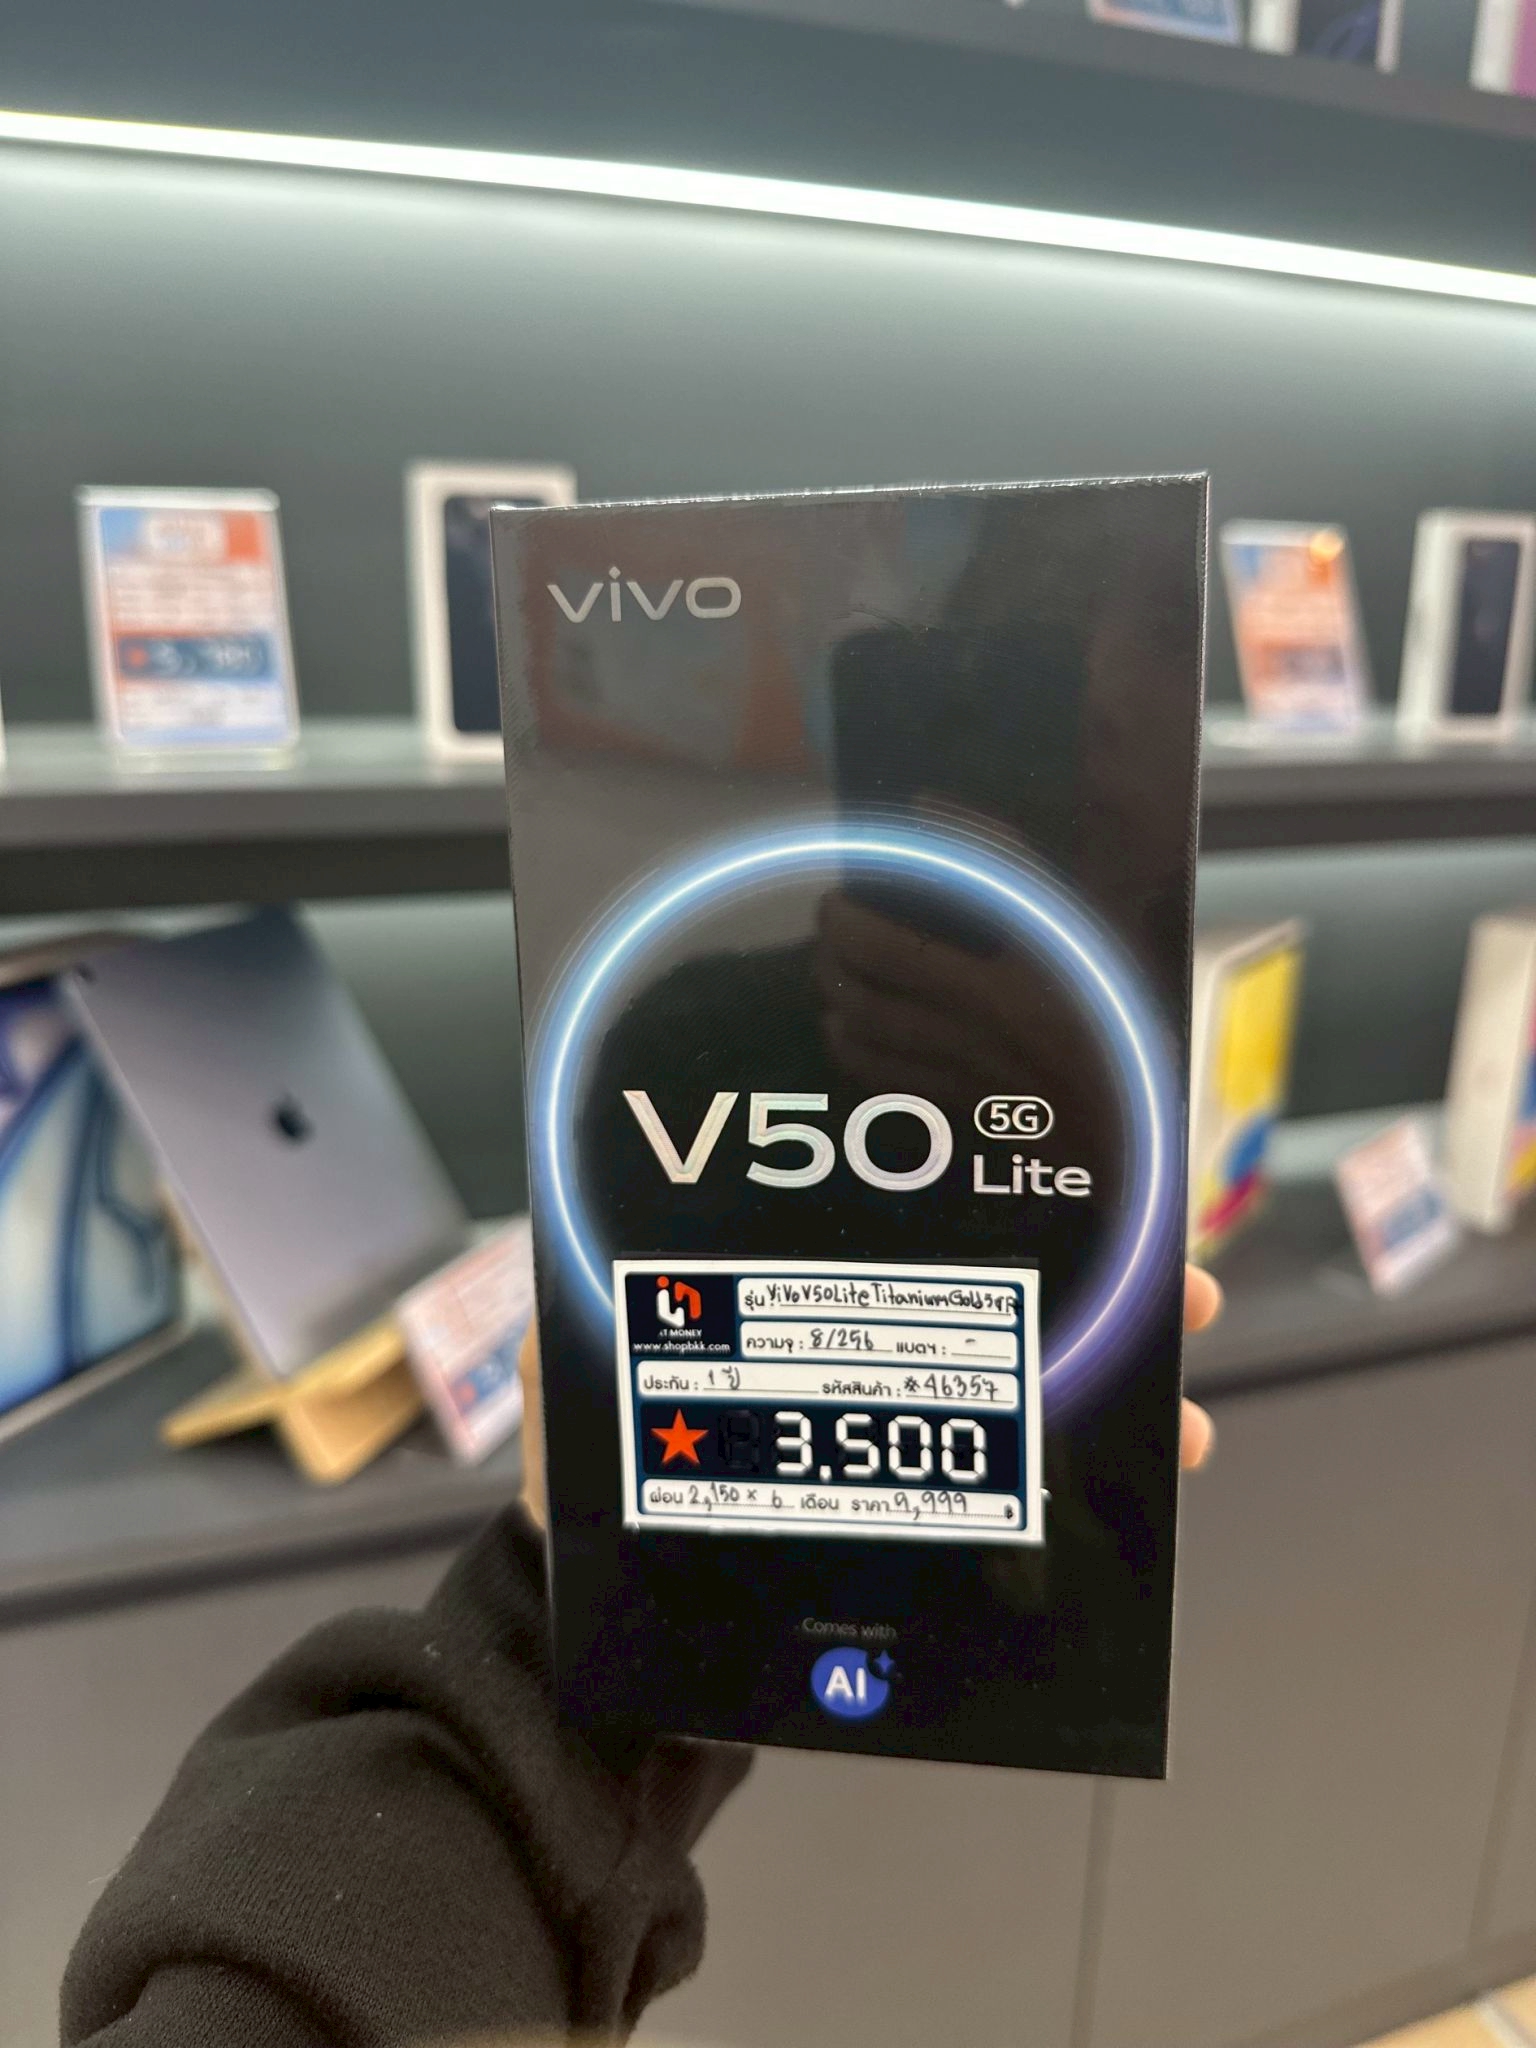 vivo
V50 5G
Lite
iT MONEY
www.shopbkk.com
รุ่น ViVo V50Lite Titanium Gold
ความจุ : 8/256 แบตฯ : -
ประกัน : 1 ปี รหัสสินค้า : *46357
3,500
ผ่อน 2,150 × 6 เดือน ราคา 9,999 ฿
Comes with
AI